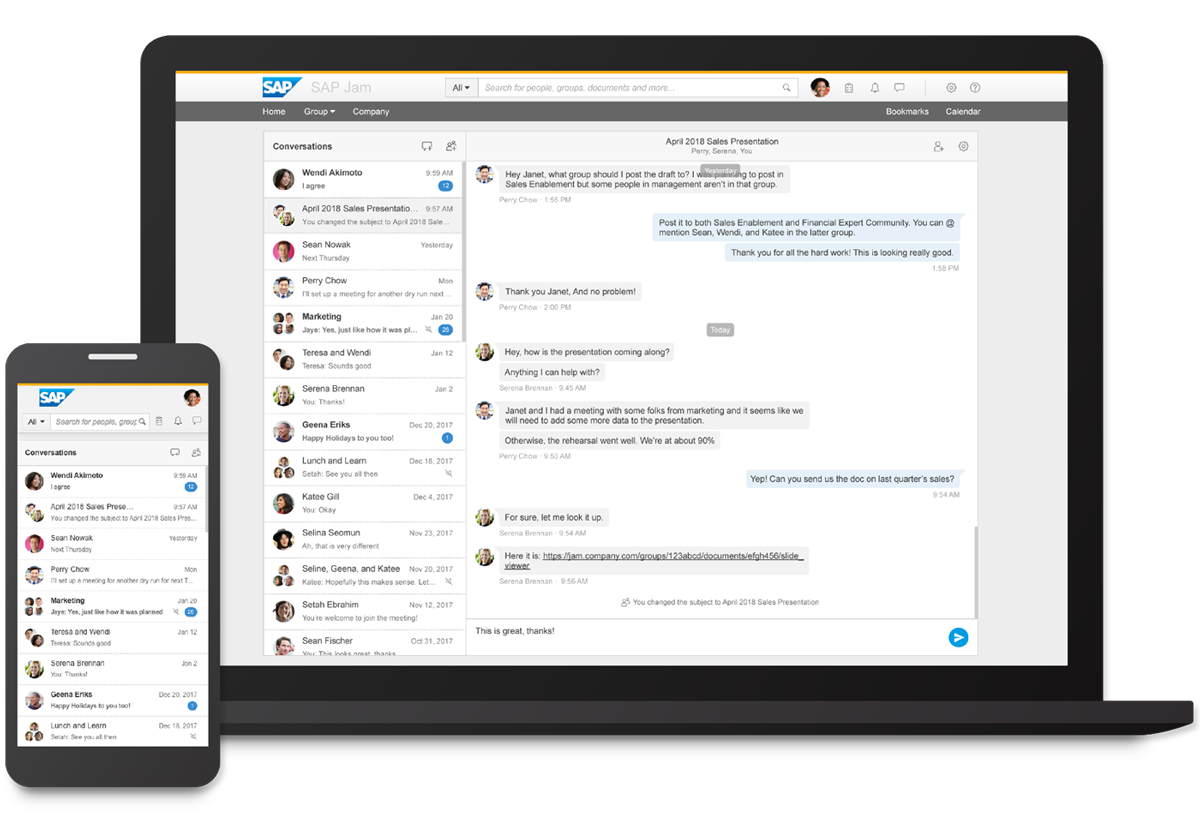 SAP SAP Jam
All Search for people, groups, documents and more...
Home Group Company Bookmarks Calendar
Conversations
Wendi Akimoto 9:59 AM
I agree 12
April 2018 Sales Presentatio... 9:57 AM
You changed the subject to April 2018 Sale...
Sean Nowak Yesterday
Next Thursday
Perry Chow Mon
I'll set up a meeting for another dry run next ...
Marketing Jan 20
Jaye: Yes, just like how it was pl... 25
Teresa and Wendi Jan 12
Teresa: Sounds good
Serena Brennan Jan 2
You: Thanks!
Geena Eriks Dec 20, 2017
Happy Holidays to you too! 1
Lunch and Learn Dec 18, 2017
Setah: See you all then
Katee Gill Dec 4, 2017
You: Okay
Selina Seomun Nov 23, 2017
Ah, that is very different
Seline, Geena, and Katee Nov 20, 2017
Katee: Hopefully this makes sense. Let...
Setah Ebrahim Nov 12, 2017
You're welcome to join the meeting!
Sean Fischer Oct 31, 2017
You: This looks great, thanks
April 2018 Sales Presentation
Perry, Serena, You
Yesterday
Hey Janet, what group should I post the draft to? I was planning to post in
Sales Enablement but some people in management aren't in that group.
Perry Chow · 1:55 PM
Post it to both Sales Enablement and Financial Expert Community. You can @
mention Sean, Wendi, and Katee in the latter group.
Thank you for all the hard work! This is looking really good.
1:58 PM
Thank you Janet, And no problem!
Perry Chow · 2:00 PM
Today
Hey, how is the presentation coming along?
Anything I can help with?
Serena Brennan · 9:45 AM
Janet and I had a meeting with some folks from marketing and it seems like we
will need to add some more data to the presentation.
Otherwise, the rehearsal went well. We're at about 90%
Perry Chow · 9:53 AM
Yep! Can you send us the doc on last quarter's sales?
9:54 AM
For sure, let me look it up.
Serena Brennan · 9:54 AM
Here it is: https://jam.company.com/groups/123abcd/documents/efgh456/slide_
viewer
Serena Brennan · 9:56 AM
You changed the subject to April 2018 Sales Presentation
This is great, thanks!
SAP
All Search for people, group
Conversations
Wendi Akimoto 9:59 AM
I agree 12
April 2018 Sales Prese... 9:57 AM
You changed the subject to April 2018 Sales Pres...
Sean Nowak Yesterday
Next Thursday
Perry Chow Mon
I'll set up a meeting for another dry run for next T...
Marketing Jan 20
Jaye: Yes, just like how it was planned 25
Teresa and Wendi Jan 12
Teresa: Sounds good
Serena Brennan Jan 2
You: Thanks!
Geena Eriks Dec 20, 2017
Happy Holidays to you too! 1
Lunch and Learn Dec 18, 2017
Setah: See you all then